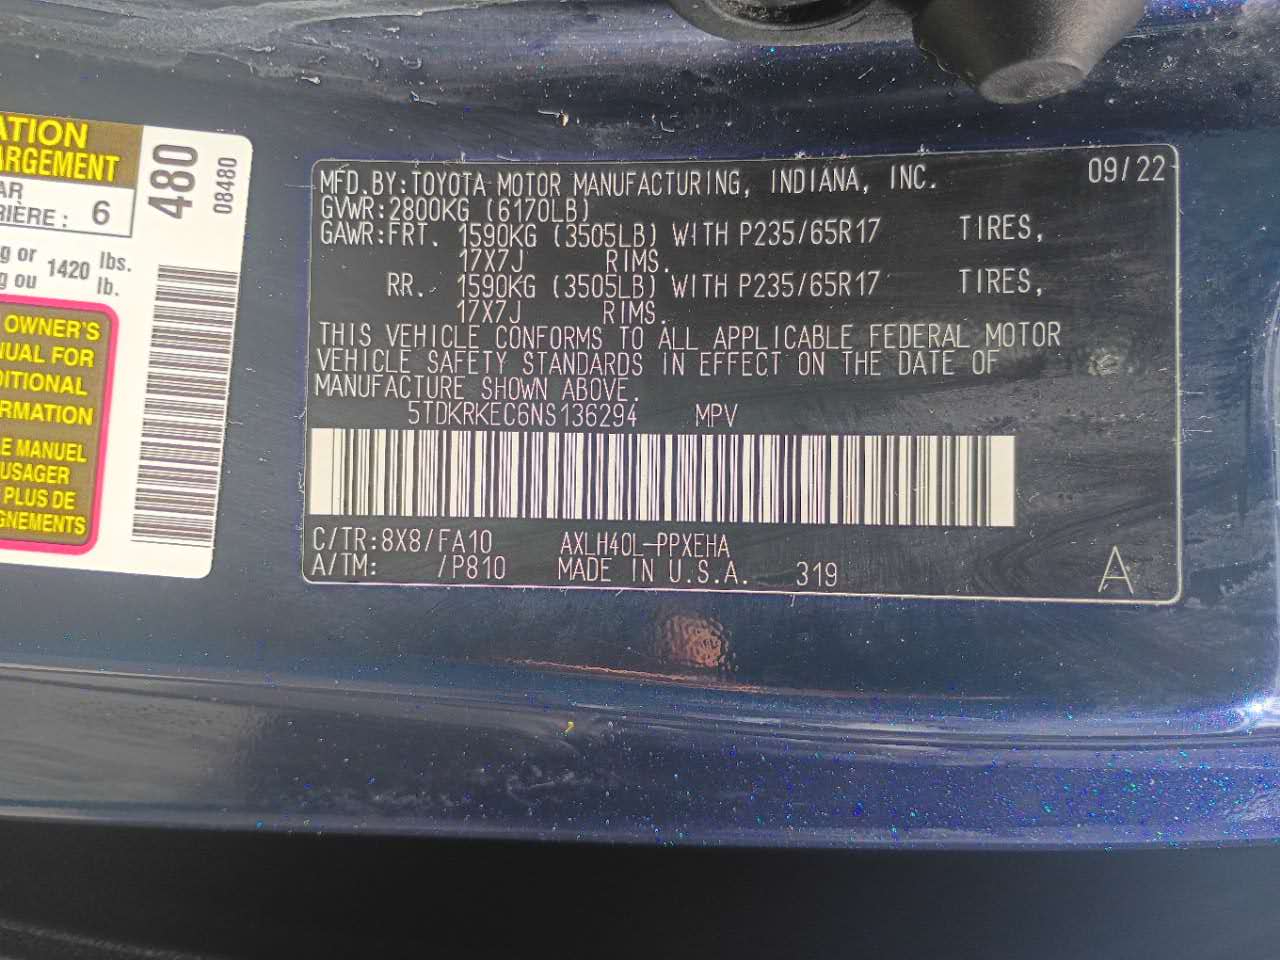 ATION
ARGEMENT
AR
RIÈRE : 6
g or
g ou
1420
lbs.
lb.
OWNER'S
NUAL FOR
DITIONAL
RMATION
E MANUEL
USAGER
PLUS DE
GNEMENTS
480
08480
MFD.BY:TOYOTA MOTOR MANUFACTURING, INDIANA, INC. 09/22
GVWR:2800KG (6170LB)
GAWR:FRT. 1590KG (3505LB) WITH P235/65R17 TIRES,
17X7J RIMS.
RR. 1590KG (3505LB) WITH P235/65R17 TIRES,
17X7J RIMS.
THIS VEHICLE CONFORMS TO ALL APPLICABLE FEDERAL MOTOR
VEHICLE SAFETY STANDARDS IN EFFECT ON THE DATE OF
MANUFACTURE SHOWN ABOVE.
5TDKRKEC6NS136294 MPV
C/TR:8X8/FA10 AXLH40L-PPXEHA
A/TM: /P810 MADE IN U.S.A. 319 A